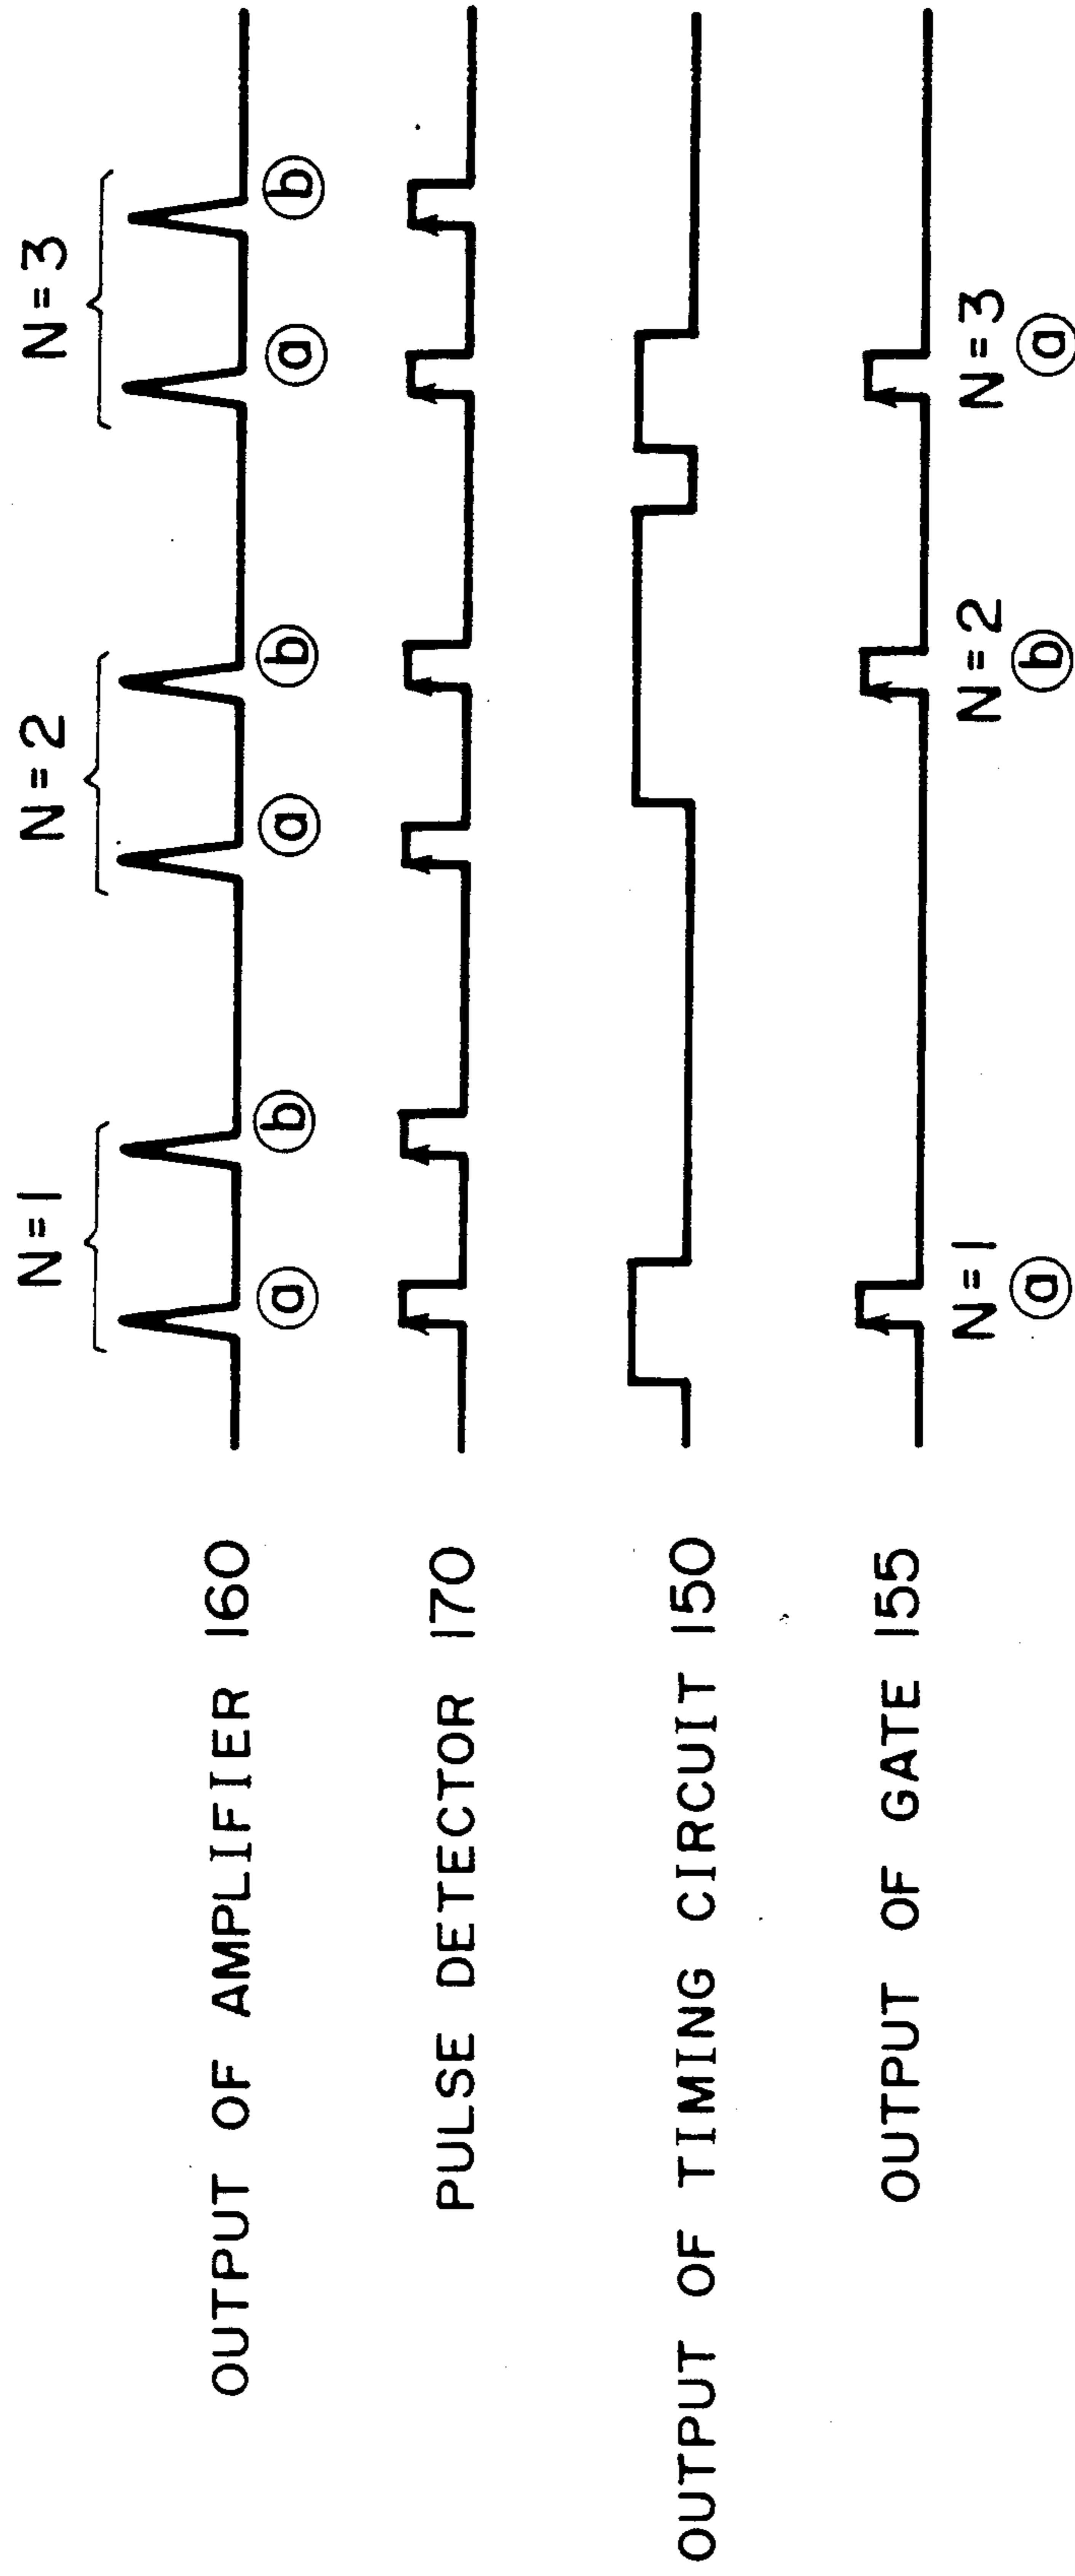 N=1 N=2 N=3
OUTPUT OF AMPLIFIER 160
a b a b a b
PULSE DETECTOR 170
OUTPUT OF TIMING CIRCUIT 150
OUTPUT OF GATE 155
N=1 N=2 N=3
a b a